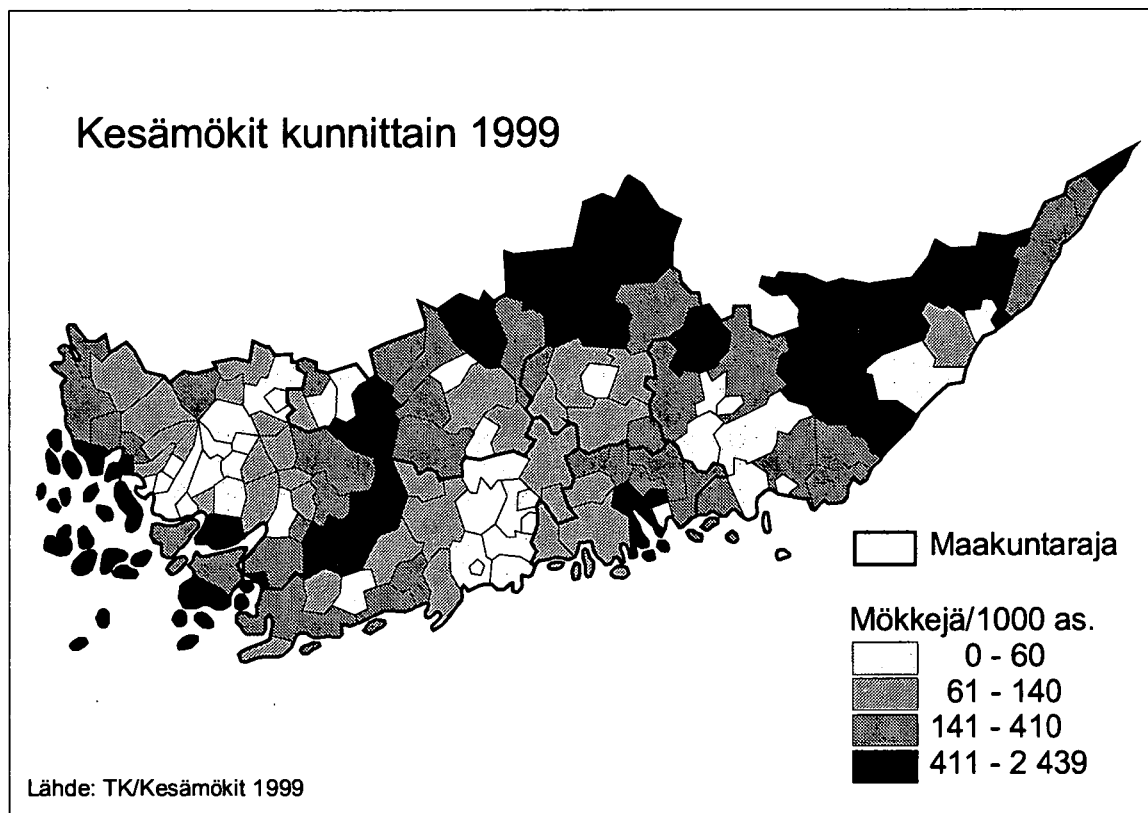 Kesämökit kunnittain 1999
Maakuntaraja
Mökkejä/1000 as.
0 - 60
61 - 140
141 - 410
411 - 2 439
Lähde: TK/Kesämökit 1999